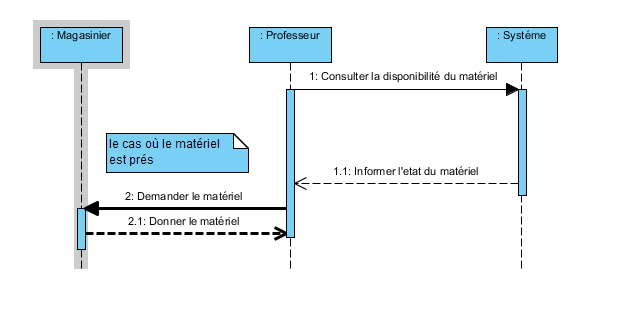 : Magasinier
: Professeur
: Systéme
1: Consulter la disponibilité du matériel
le cas où le matériel
est prés
1.1: Informer l'etat du matériel
2: Demander le matériel
2.1: Donner le matériel